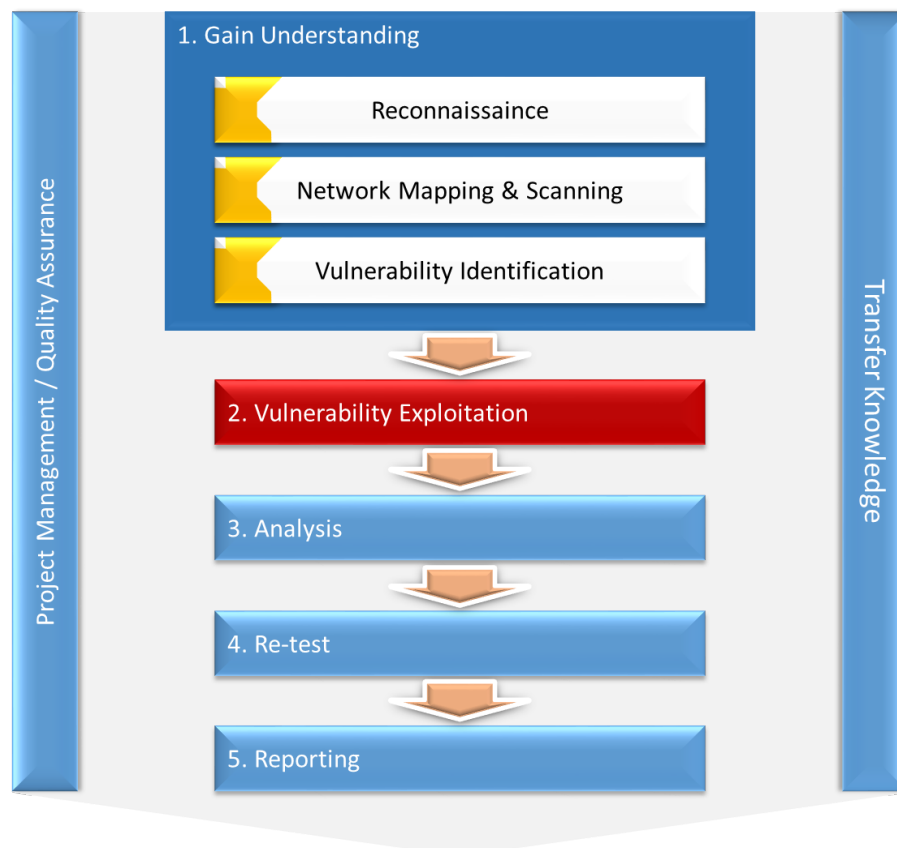 1. Gain Understanding
Reconnaissaince
Network Mapping & Scanning
Vulnerability Identification
2. Vulnerability Exploitation
3. Analysis
4. Re-test
5. Reporting
Project Management / Quality Assurance
Transfer Knowledge